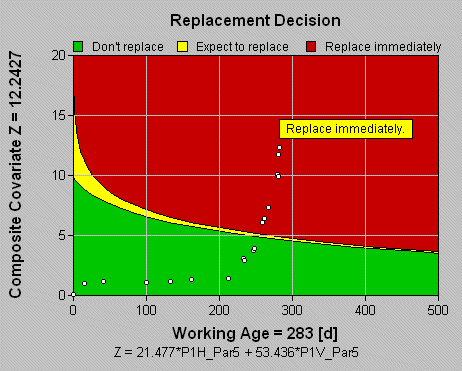 Replacement Decision
Don't replace Expect to replace Replace immediately
20
15
10
5
0
Replace immediately.
0 100 200 300 400 500
Composite Covariate Z = 12.2427
Working Age = 283 [d]
Z = 21.477*P1H_Par5 + 53.436*P1V_Par5